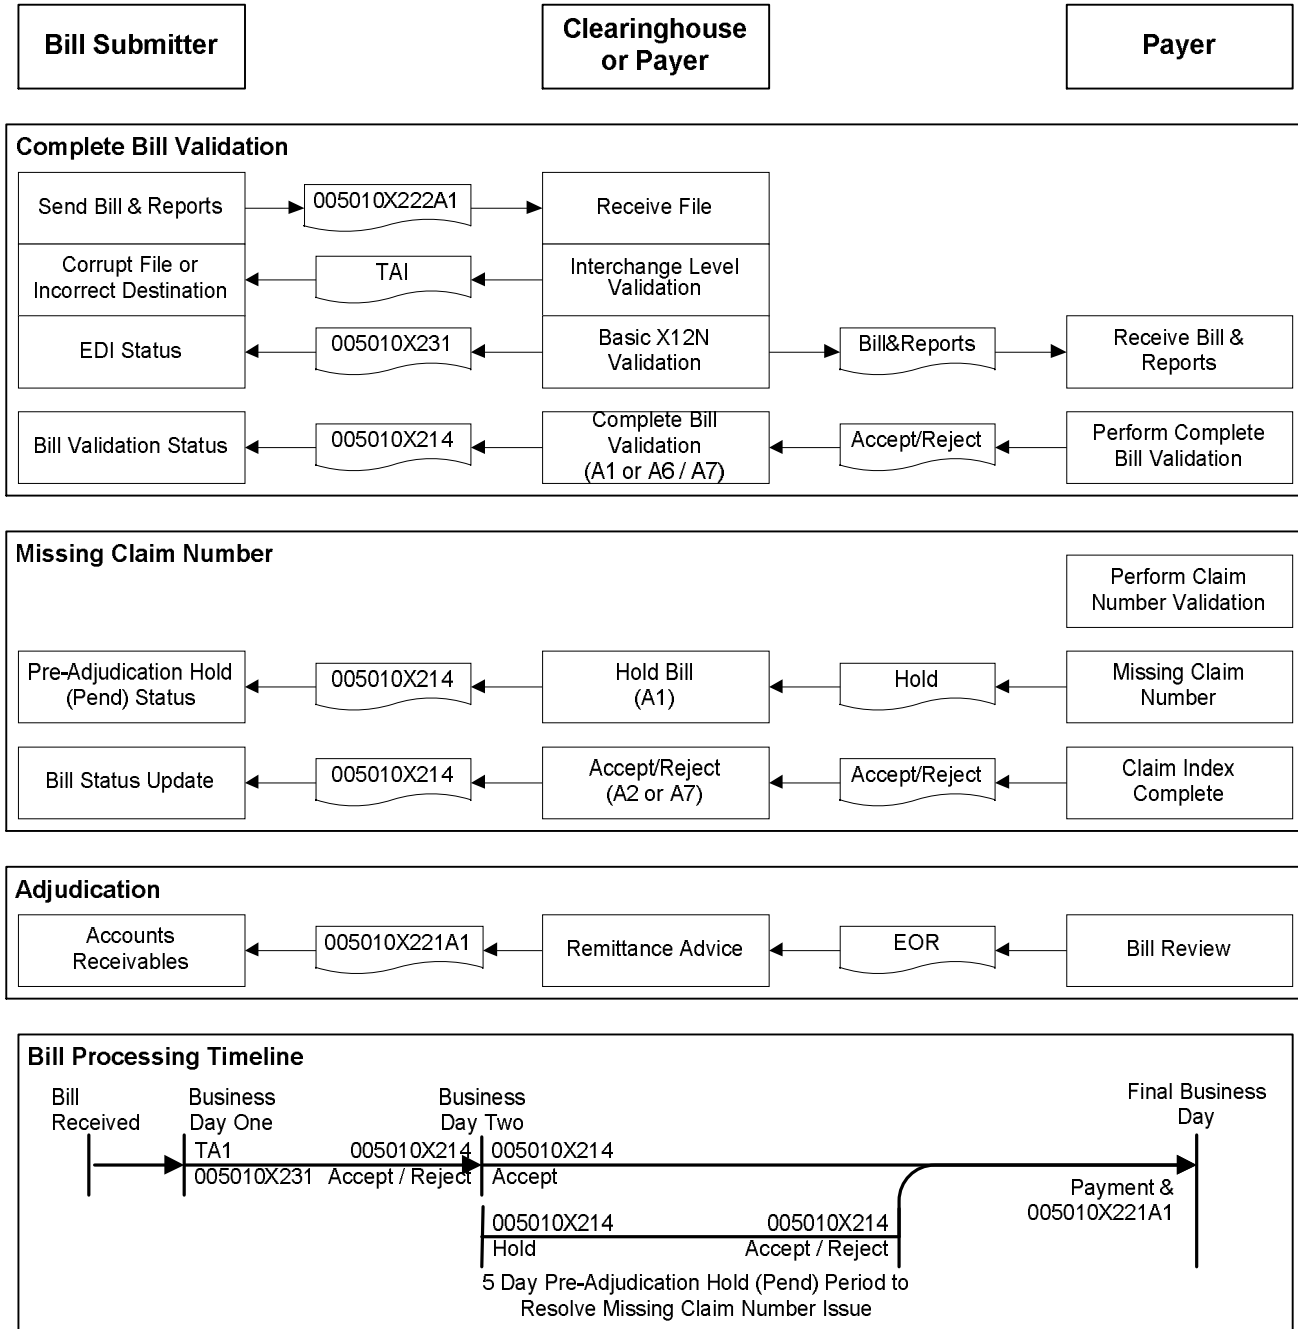 Bill Submitter
Clearinghouse
or Payer
Payer
Complete Bill Validation
Send Bill & Reports
005010X222A1
Receive File
Corrupt File or
Incorrect Destination
TAI
Interchange Level
Validation
EDI Status
005010X231
Basic X12N
Validation
Bill&Reports
Receive Bill &
Reports
Bill Validation Status
005010X214
Complete Bill
Validation
(A1 or A6 / A7)
Accept/Reject
Perform Complete
Bill Validation
Missing Claim Number
Perform Claim
Number Validation
Pre-Adjudication Hold
(Pend) Status
005010X214
Hold Bill
(A1)
Hold
Missing Claim
Number
Bill Status Update
005010X214
Accept/Reject
(A2 or A7)
Accept/Reject
Claim Index
Complete
Adjudication
Accounts
Receivables
005010X221A1
Remittance Advice
EOR
Bill Review
Bill Processing Timeline
Bill
Received
Business
Day One
Business
Day Two
Final Business
Day
TA1
005010X231
005010X214
Accept / Reject
005010X214
Accept
Payment &
005010X221A1
005010X214
Hold
005010X214
Accept / Reject
5 Day Pre-Adjudication Hold (Pend) Period to
Resolve Missing Claim Number Issue